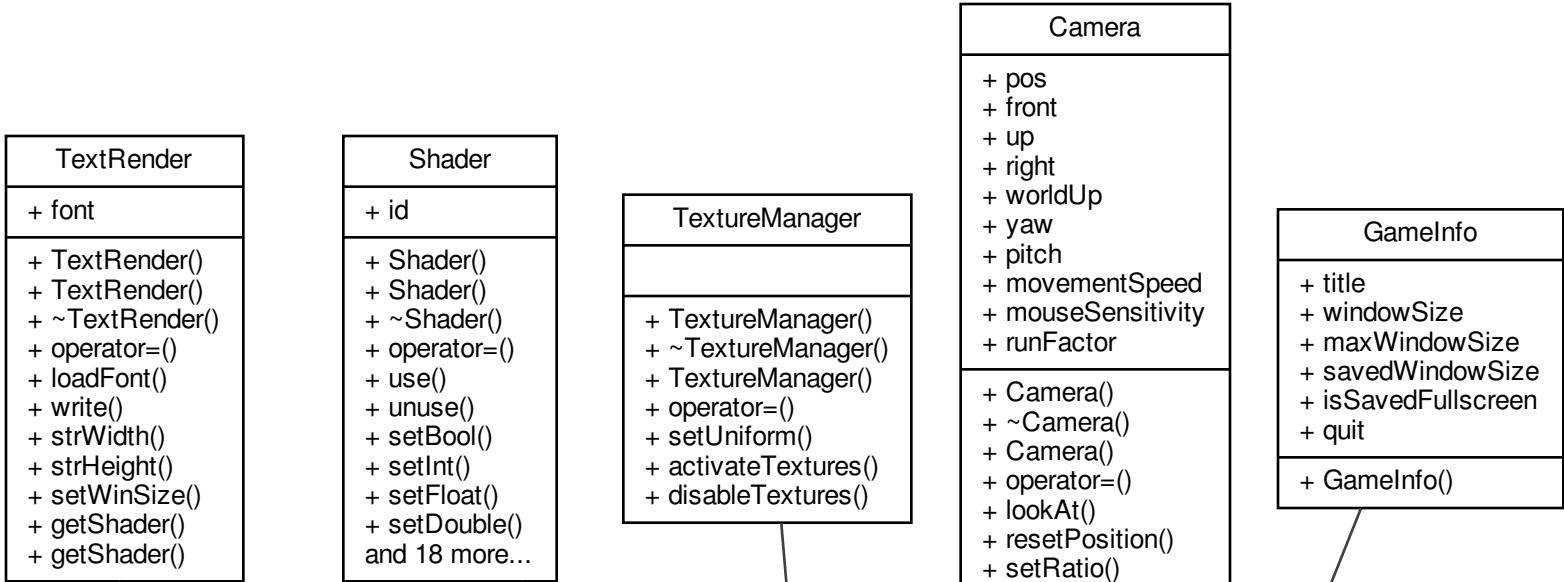 TextRender
+ font
+ TextRender()
+ TextRender()
+ ~TextRender()
+ operator=()
+ loadFont()
+ write()
+ strWidth()
+ strHeight()
+ setWinSize()
+ getShader()
+ getShader()
Shader
+ id
+ Shader()
+ Shader()
+ ~Shader()
+ operator=()
+ use()
+ unuse()
+ setBool()
+ setInt()
+ setFloat()
+ setDouble()
and 18 more...
TextureManager
+ TextureManager()
+ ~TextureManager()
+ TextureManager()
+ operator=()
+ setUniform()
+ activateTextures()
+ disableTextures()
Camera
+ pos
+ front
+ up
+ right
+ worldUp
+ yaw
+ pitch
+ movementSpeed
+ mouseSensitivity
+ runFactor
+ Camera()
+ ~Camera()
+ Camera()
+ operator=()
+ lookAt()
+ resetPosition()
+ setRatio()
GameInfo
+ title
+ windowSize
+ maxWindowSize
+ savedWindowSize
+ isSavedFullscreen
+ quit
+ GameInfo()